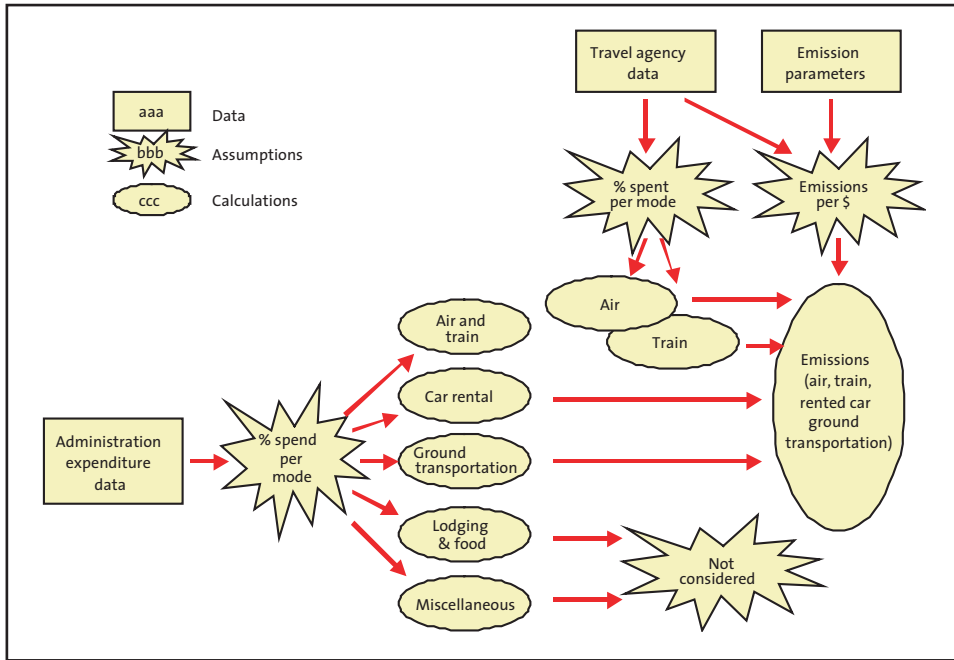 Travel agency
data
Emission
parameters
aaa
Data
bbb
Assumptions
ccc
Calculations
% spent
per mode
Emissions
per $
Air
Train
Air and
train
Car rental
Ground
transportation
Lodging
& food
Miscellaneous
Administration
expenditure
data
% spend
per
mode
Emissions
(air, train,
rented car
ground
transportation)
Not
considered